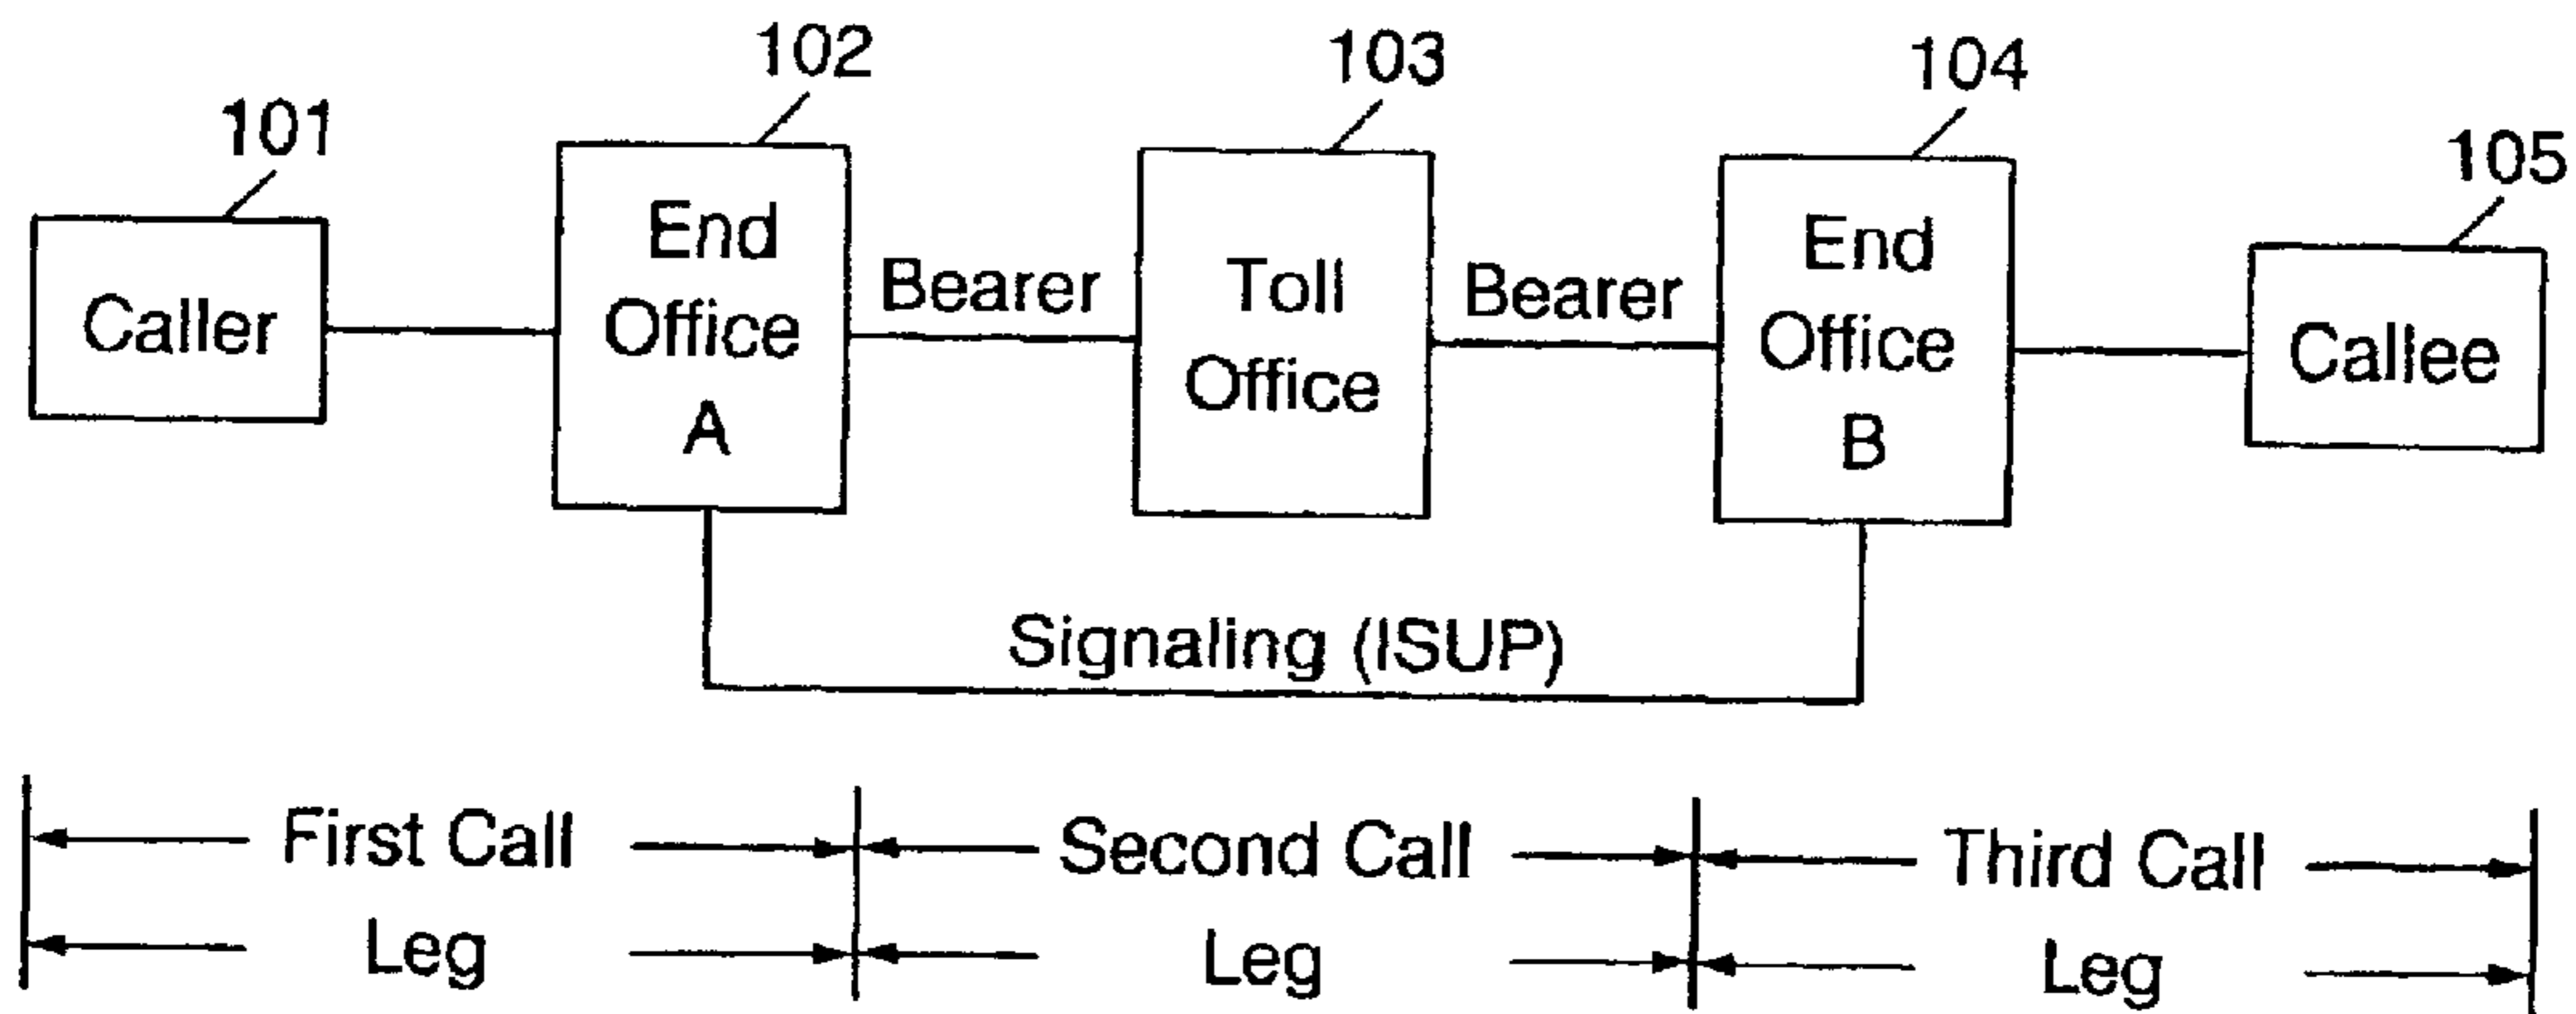 101
102
103
104
105
Caller
End
Office
A
Bearer
Toll
Office
Bearer
End
Office
B
Callee
Signaling (ISUP)
First Call
Leg
Second Call
Leg
Third Call
Leg